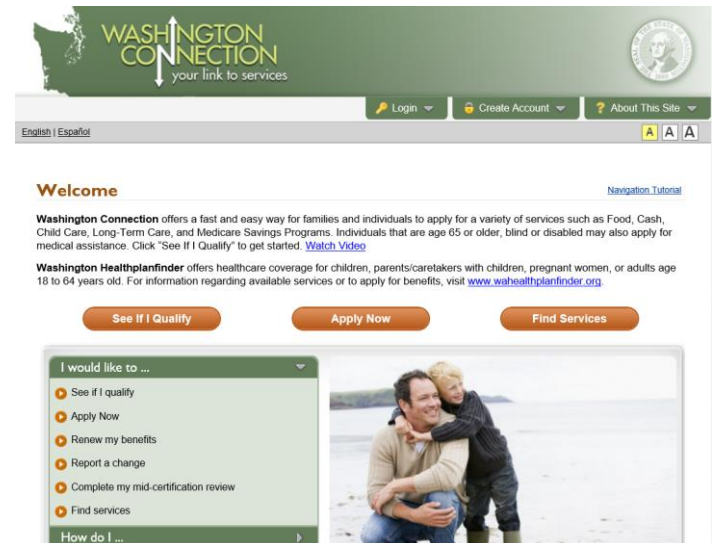 WASHINGTON
CONNECTION
your link to services
Login
Create Account
? About This Site
English | Español
A A A
Welcome
Navigation Tutorial
Washington Connection offers a fast and easy way for families and individuals to apply for a variety of services such as Food, Cash,
Child Care, Long-Term Care, and Medicare Savings Programs. Individuals that are age 65 or older, blind or disabled may also apply for
medical assistance. Click "See If I Qualify" to get started. Watch Video
Washington Healthplanfinder offers healthcare coverage for children, parents/caretakers with children, pregnant women, or adults age
18 to 64 years old. For information regarding available services or to apply for benefits, visit www.wahealthplanfinder.org.
See If I Qualify
Apply Now
Find Services
I would like to ...
See if I qualify
Apply Now
Renew my benefits
Report a change
Complete my mid-certification review
Find services
How do I ...